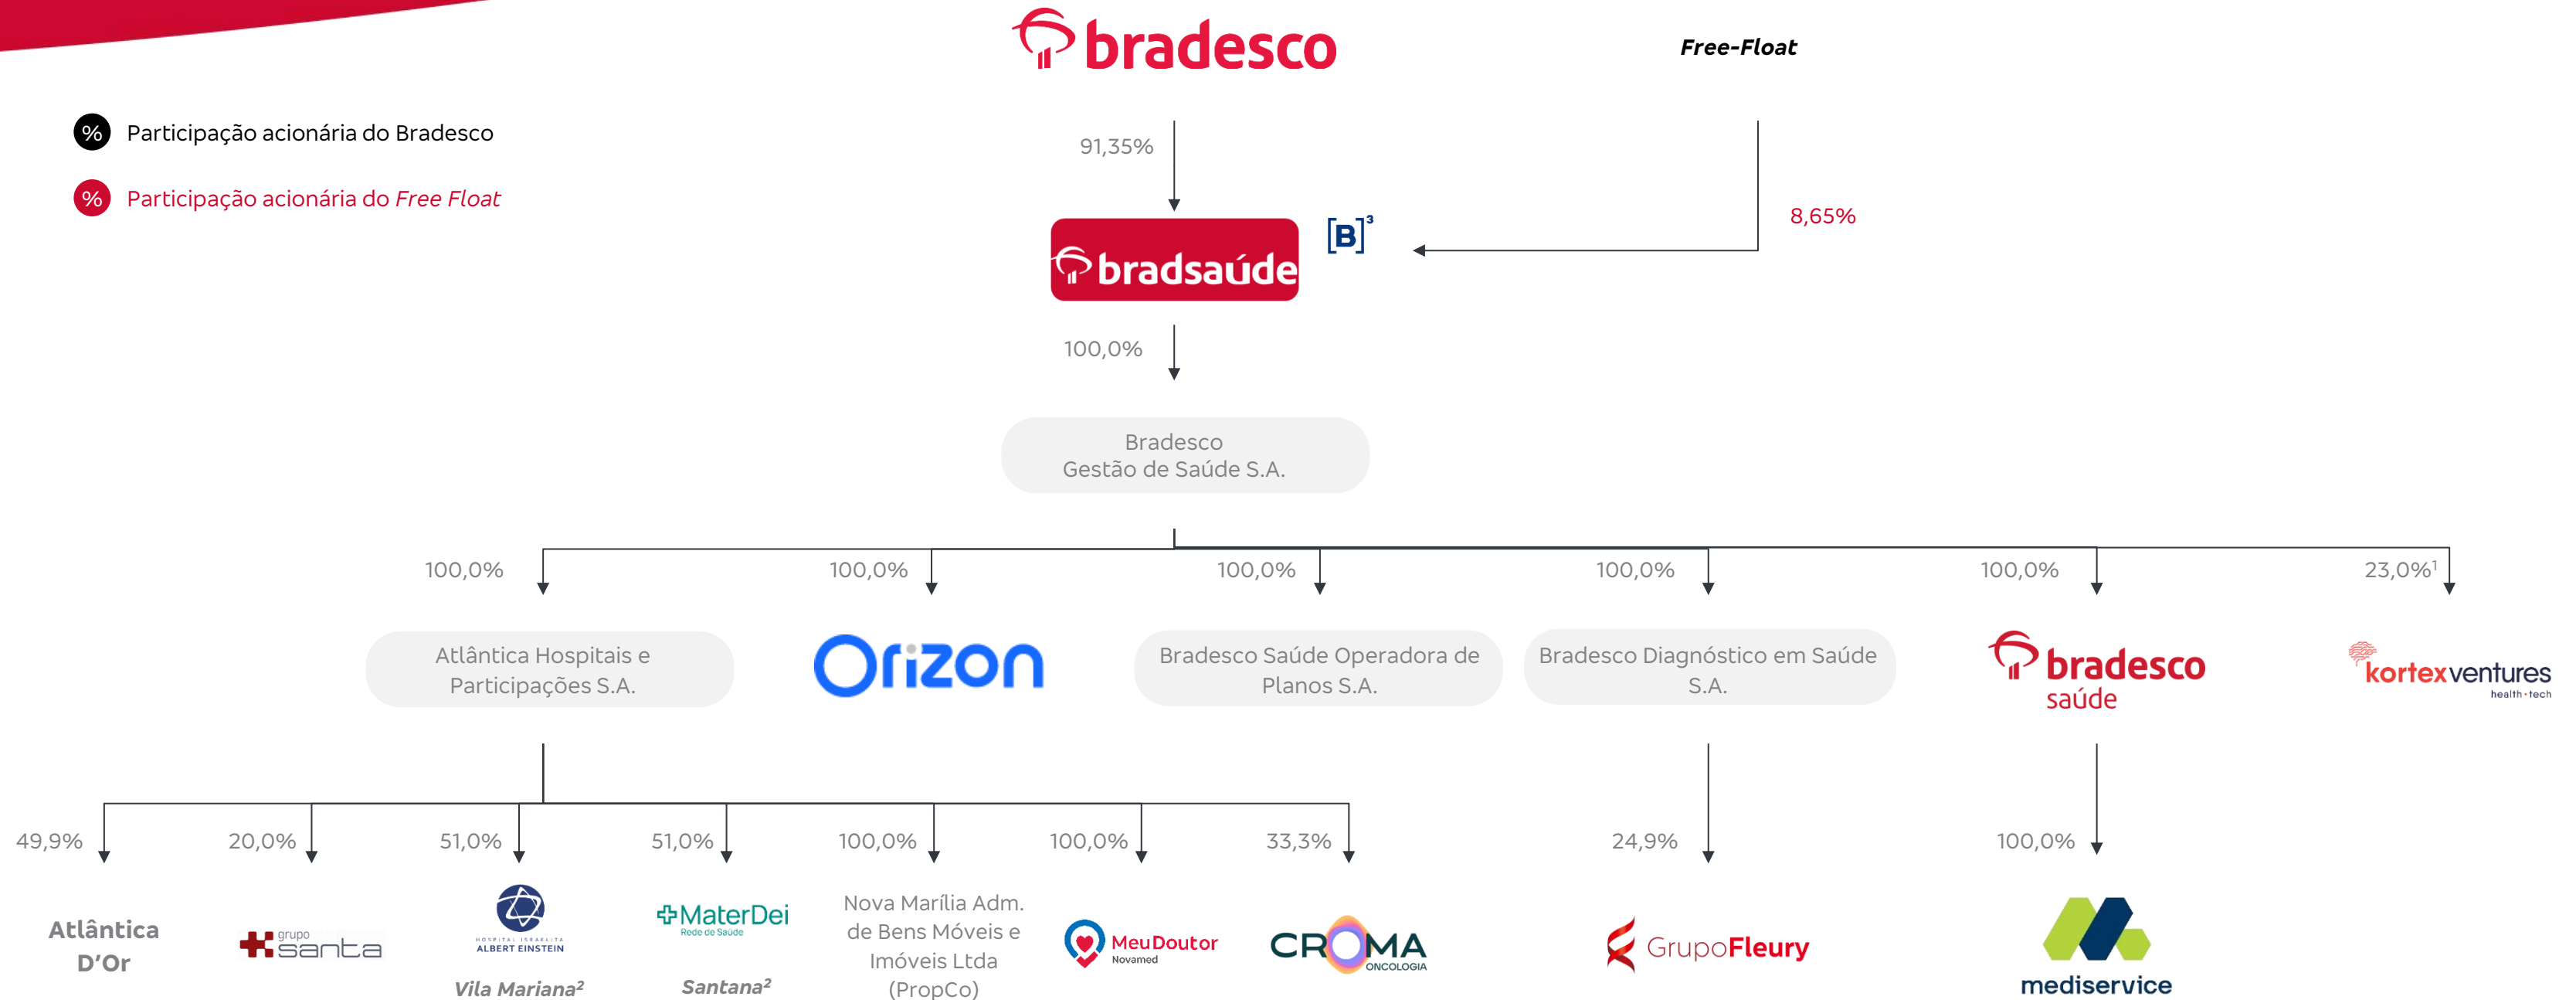 bradesco
Free-Float
% Participação acionária do Bradesco
91,35%
% Participação acionária do Free Float
8,65%
[B]³
bradsaúde
100,0%
Bradesco
Gestão de Saúde S.A.
100,0%
100,0%
100,0%
100,0%
100,0%
23,0%¹
Atlântica Hospitais e
Participações S.A.
Orizon
Bradesco Saúde Operadora de
Planos S.A.
Bradesco Diagnóstico em Saúde
S.A.
bradesco
saúde
kortexventures
health·tech
49,9%
20,0%
51,0%
51,0%
100,0%
100,0%
33,3%
24,9%
100,0%
Atlântica
D'Or
grupo
santa
HOSPITAL ISRAELITA
ALBERT EINSTEIN
Vila Mariana²
MaterDei
Rede de Saúde
Santana²
Nova Marília Adm.
de Bens Móveis e
Imóveis Ltda
(PropCo)
MeuDoutor
Novamed
CROMA
ONCOLOGIA
GrupoFleury
mediservice